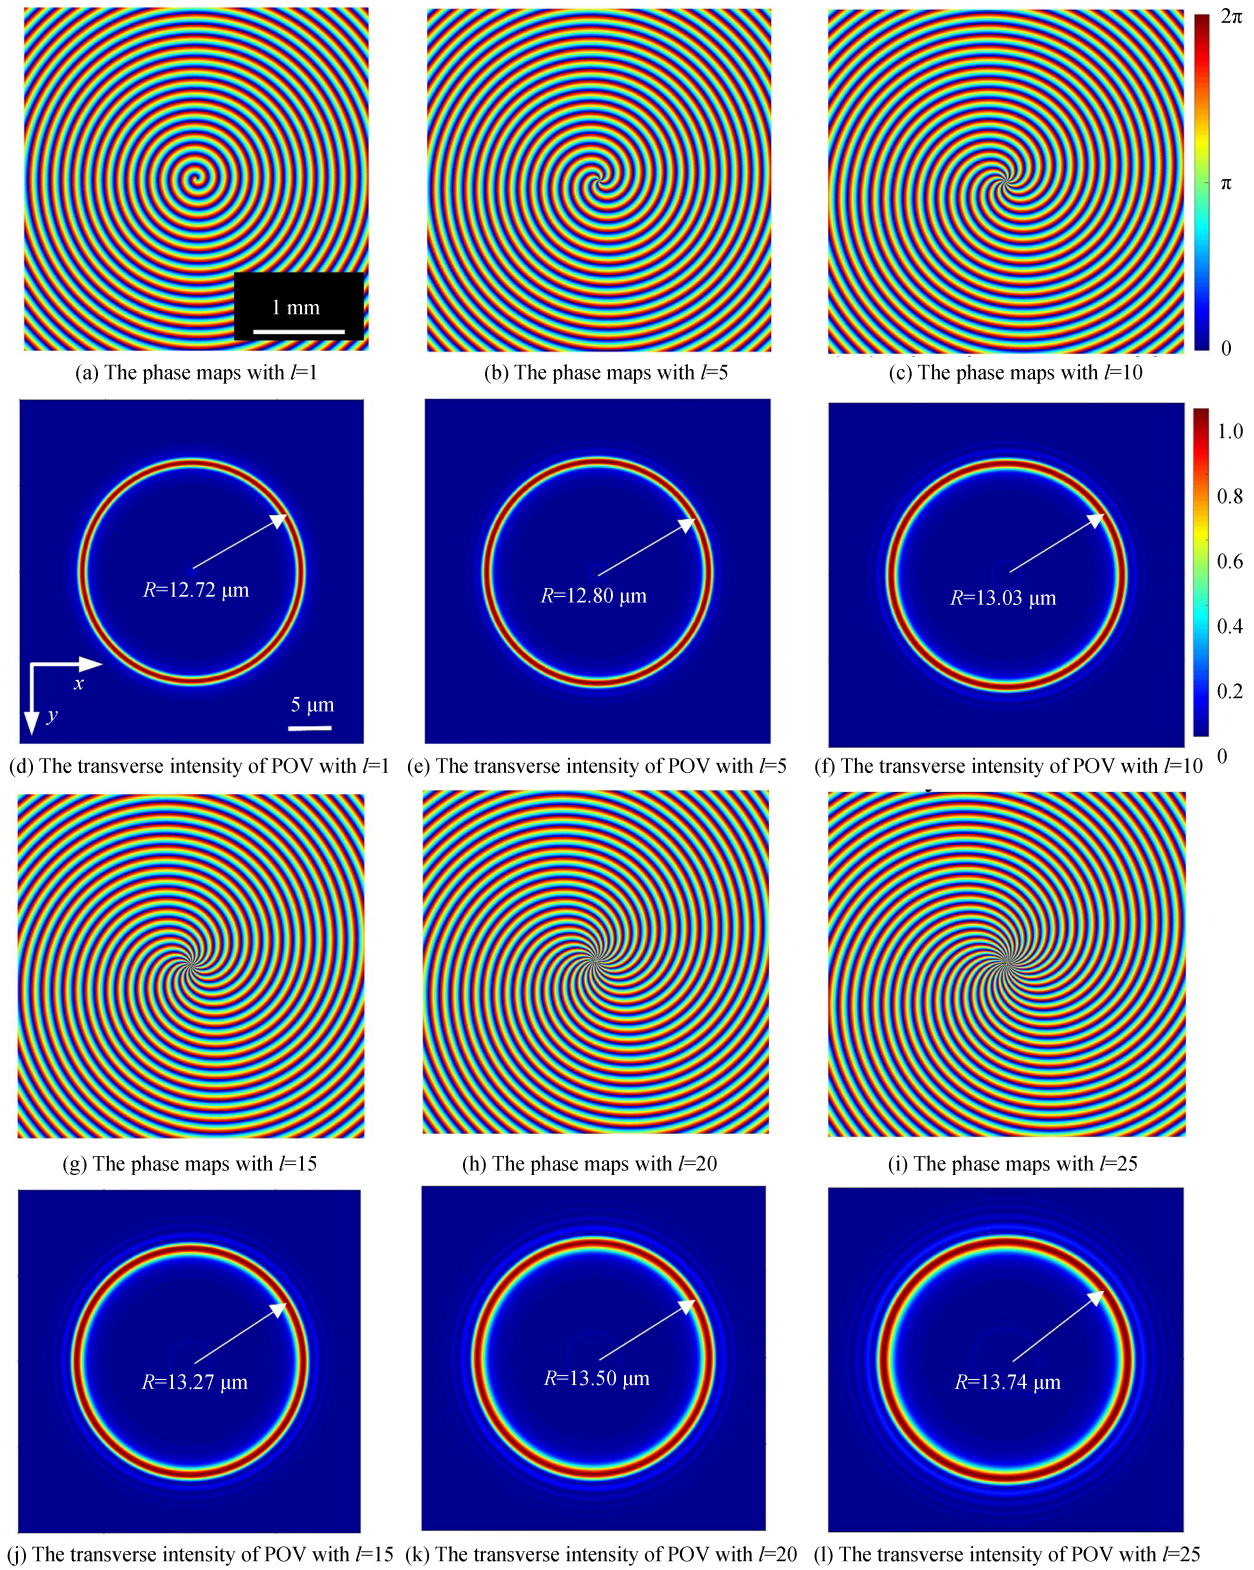 2π
π
0
1 mm
(a) The phase maps with l=1
(b) The phase maps with l=5
(c) The phase maps with l=10
R=12.72 μm
x
y
5 μm
R=12.80 μm
R=13.03 μm
1.0
0.8
0.6
0.4
0.2
0
(d) The transverse intensity of POV with l=1
(e) The transverse intensity of POV with l=5
(f) The transverse intensity of POV with l=10
(g) The phase maps with l=15
(h) The phase maps with l=20
(i) The phase maps with l=25
R=13.27 μm
R=13.50 μm
R=13.74 μm
(j) The transverse intensity of POV with l=15
(k) The transverse intensity of POV with l=20
(l) The transverse intensity of POV with l=25